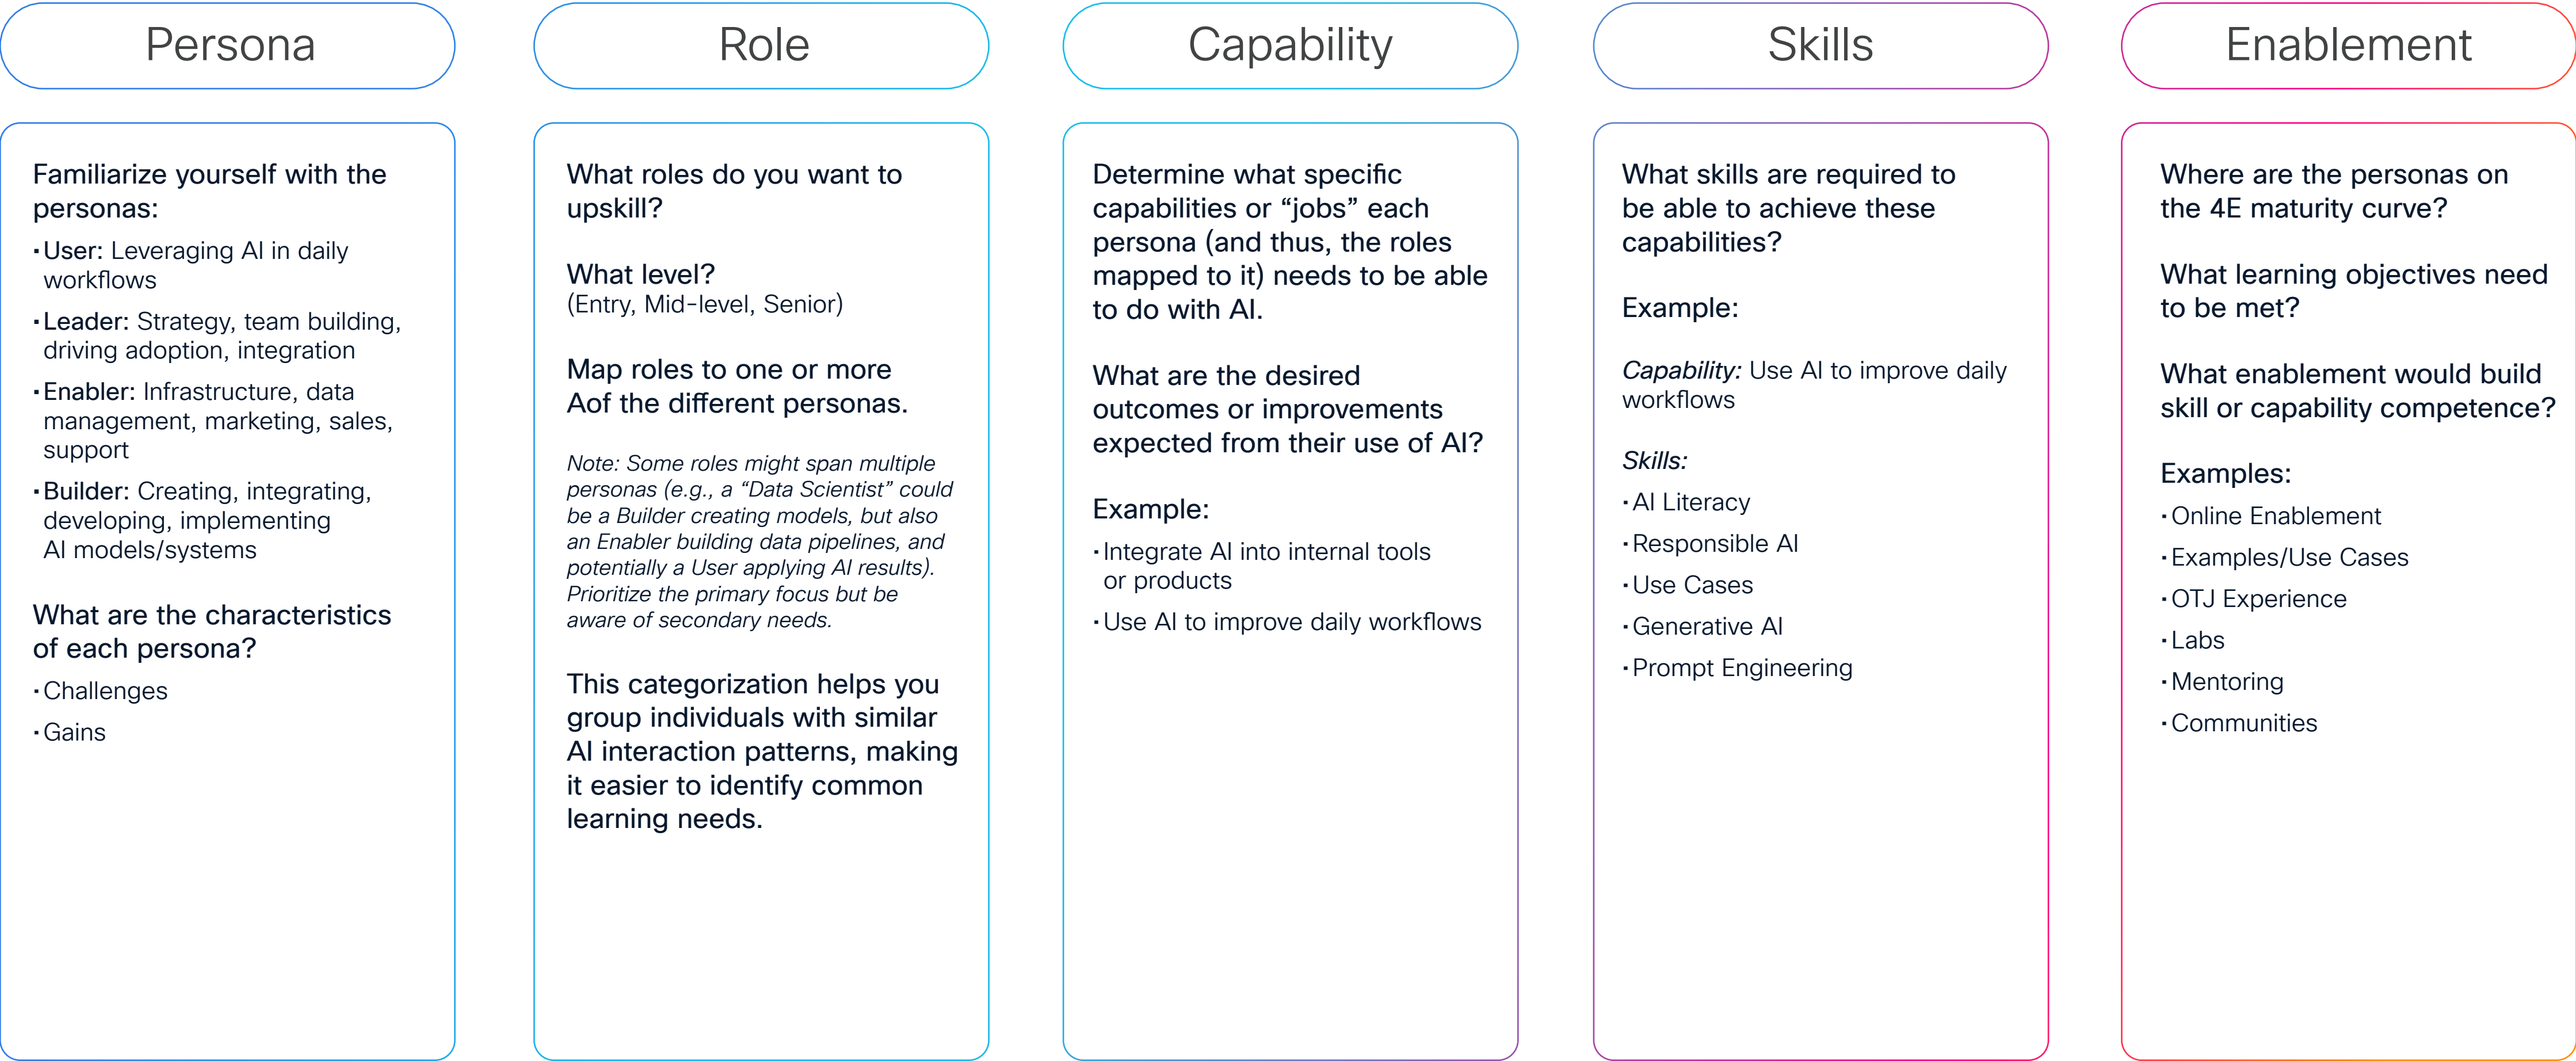 Persona
Familiarize yourself with the
personas:
· User: Leveraging AI in daily
workflows
· Leader: Strategy, team building,
driving adoption, integration
· Enabler: Infrastructure, data
management, marketing, sales,
support
· Builder: Creating, integrating,
developing, implementing
AI models/systems
What are the characteristics
of each persona?
· Challenges
· Gains
Role
What roles do you want to
upskill?
What level?
(Entry, Mid-level, Senior)
Map roles to one or more
Aof the different personas.
Note: Some roles might span multiple
personas (e.g., a “Data Scientist” could
be a Builder creating models, but also
an Enabler building data pipelines, and
potentially a User applying AI results).
Prioritize the primary focus but be
aware of secondary needs.
This categorization helps you
group individuals with similar
AI interaction patterns, making
it easier to identify common
learning needs.
Capability
Determine what specific
capabilities or “jobs” each
persona (and thus, the roles
mapped to it) needs to be able
to do with AI.
What are the desired
outcomes or improvements
expected from their use of AI?
Example:
· Integrate AI into internal tools
or products
· Use AI to improve daily workflows
Skills
What skills are required to
be able to achieve these
capabilities?
Example:
Capability: Use AI to improve daily
workflows
Skills:
· AI Literacy
· Responsible AI
· Use Cases
· Generative AI
· Prompt Engineering
Enablement
Where are the personas on
the 4E maturity curve?
What learning objectives need
to be met?
What enablement would build
skill or capability competence?
Examples:
· Online Enablement
· Examples/Use Cases
· OTJ Experience
· Labs
· Mentoring
· Communities